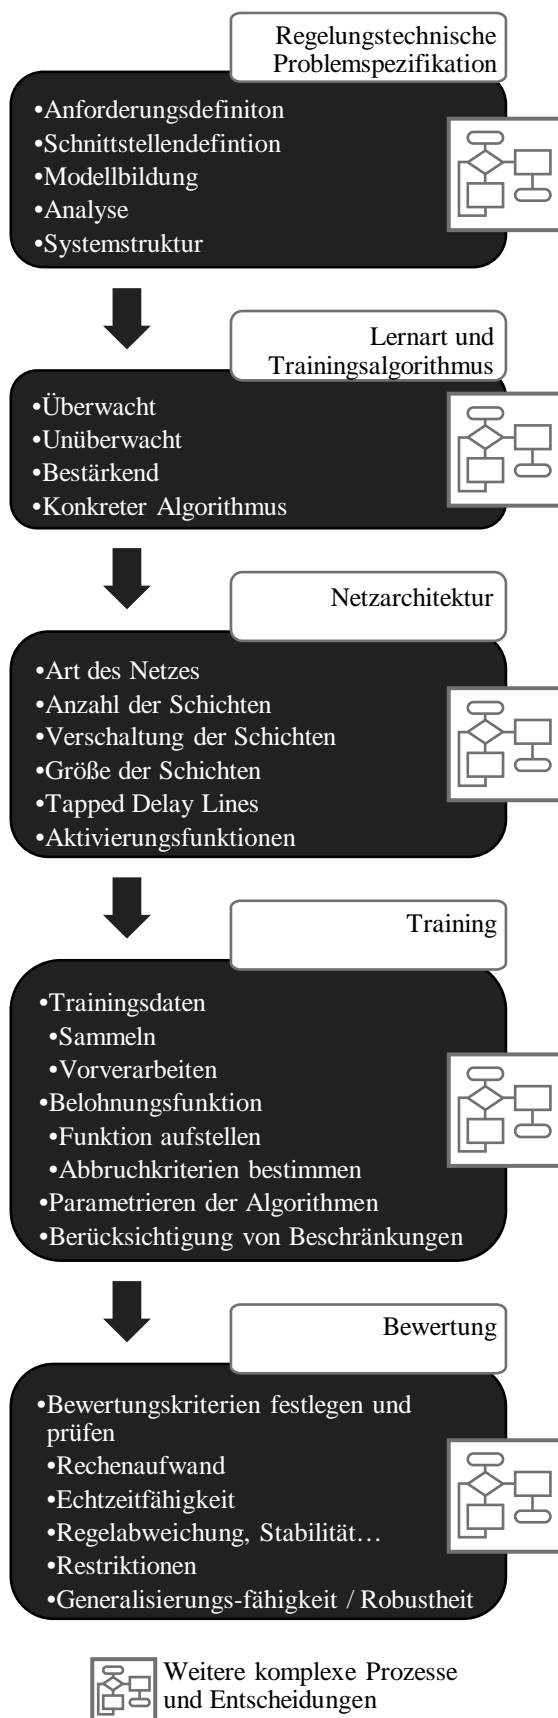 Regelungstechnische
Problemspezifikation
•Anforderungsdefiniton
•Schnittstellendefintion
•Modellbildung
•Analyse
•Systemstruktur
Lernart und
Trainingsalgorithmus
•Überwacht
•Unüberwacht
•Bestärkend
•Konkreter Algorithmus
Netzarchitektur
•Art des Netzes
•Anzahl der Schichten
•Verschaltung der Schichten
•Größe der Schichten
•Tapped Delay Lines
•Aktivierungsfunktionen
Training
•Trainingsdaten
•Sammeln
•Vorverarbeiten
•Belohnungsfunktion
•Funktion aufstellen
•Abbruchkriterien bestimmen
•Parametrieren der Algorithmen
•Berücksichtigung von Beschränkungen
Bewertung
•Bewertungskriterien festlegen und
prüfen
•Rechenaufwand
•Echtzeitfähigkeit
•Regelabweichung, Stabilität…
•Restriktionen
•Generalisierungs-fähigkeit / Robustheit
Weitere komplexe Prozesse
und Entscheidungen